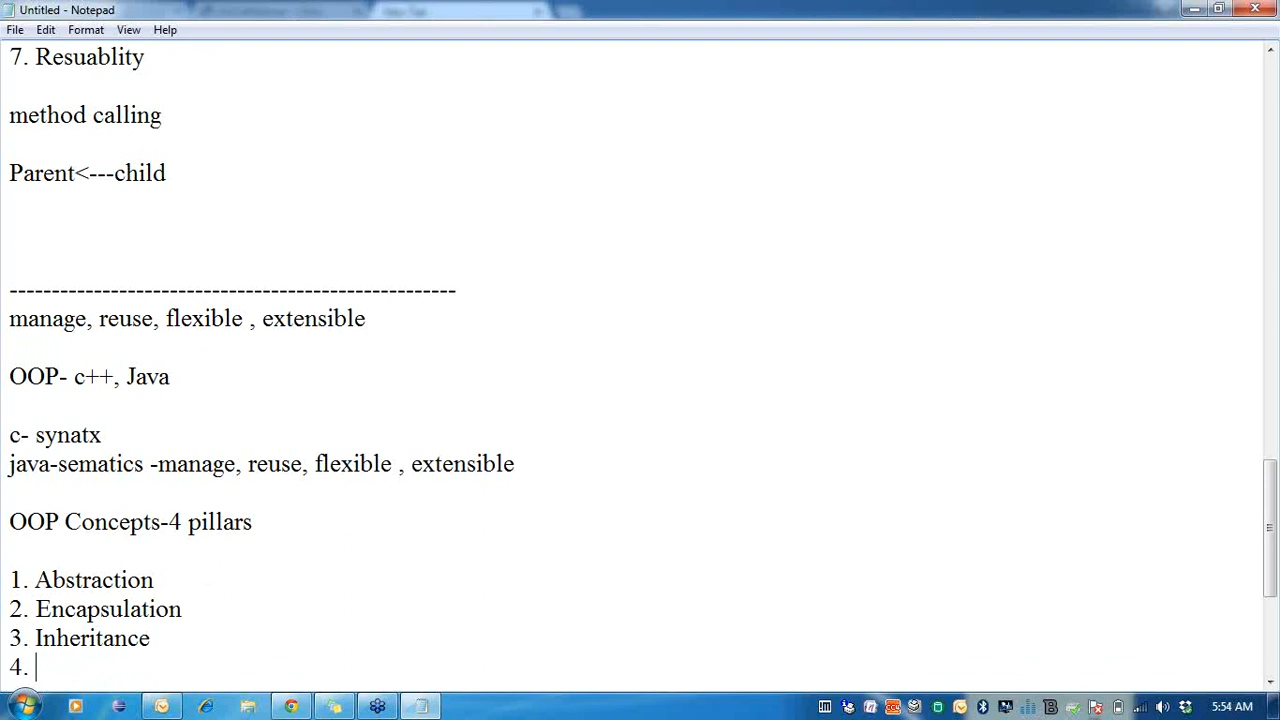 Untitled - Notepad
File Edit Format View Help
7. Resuablity
method calling
Parent<---child
-----------------------------------------------------
manage, reuse, flexible , extensible
OOP- c++, Java
c- synatx
java-sematics -manage, reuse, flexible , extensible
OOP Concepts-4 pillars
1. Abstraction
2. Encapsulation
3. Inheritance
4.
5:54 AM